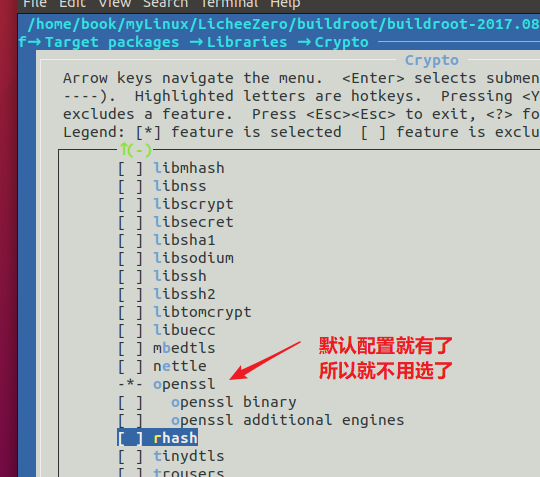 File Edit View Search Terminal Help
/home/book/myLinux/LicheeZero/buildroot/buildroot-2017.08
f→Target packages →Libraries →Crypto
Crypto
Arrow keys navigate the menu.  <Enter> selects submen
----).  Highlighted letters are hotkeys.  Pressing <Y
excludes a feature.  Press <Esc><Esc> to exit, <?> fo
Legend: [*] feature is selected  [ ] feature is exclu
↑(-)
[ ] libmhash
[ ] libnss
[ ] libscrypt
[ ] libsecret
[ ] libsha1
[ ] libsodium
[ ] libssh
[ ] libssh2
[ ] libtomcrypt
[ ] libuecc
[ ] mbedtls
[ ] nettle
-*- openssl
[ ]   openssl binary
[ ]   openssl additional engines
[ ] rhash
[ ] tinydtls
[ ] trousers
默认配置就有了
所以就不用选了